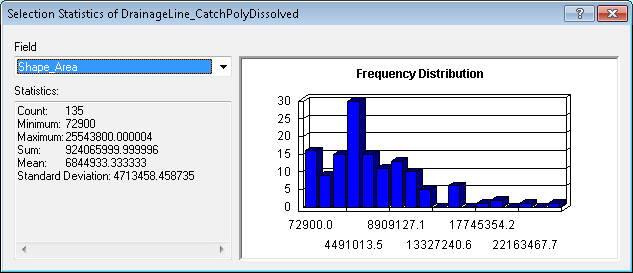 Selection Statistics of DrainageLine_CatchPolyDissolved
Field
Shape_Area
Statistics:
Count: 135
Minimum: 72900
Maximum: 25543800.000004
Sum: 924065999.999996
Mean: 6844933.333333
Standard Deviation: 4713458.458735
Frequency Distribution
30
25
20
15
10
5
0
72900.0 8909127.1 17745354.2
4491013.5 13327240.6 22163467.7